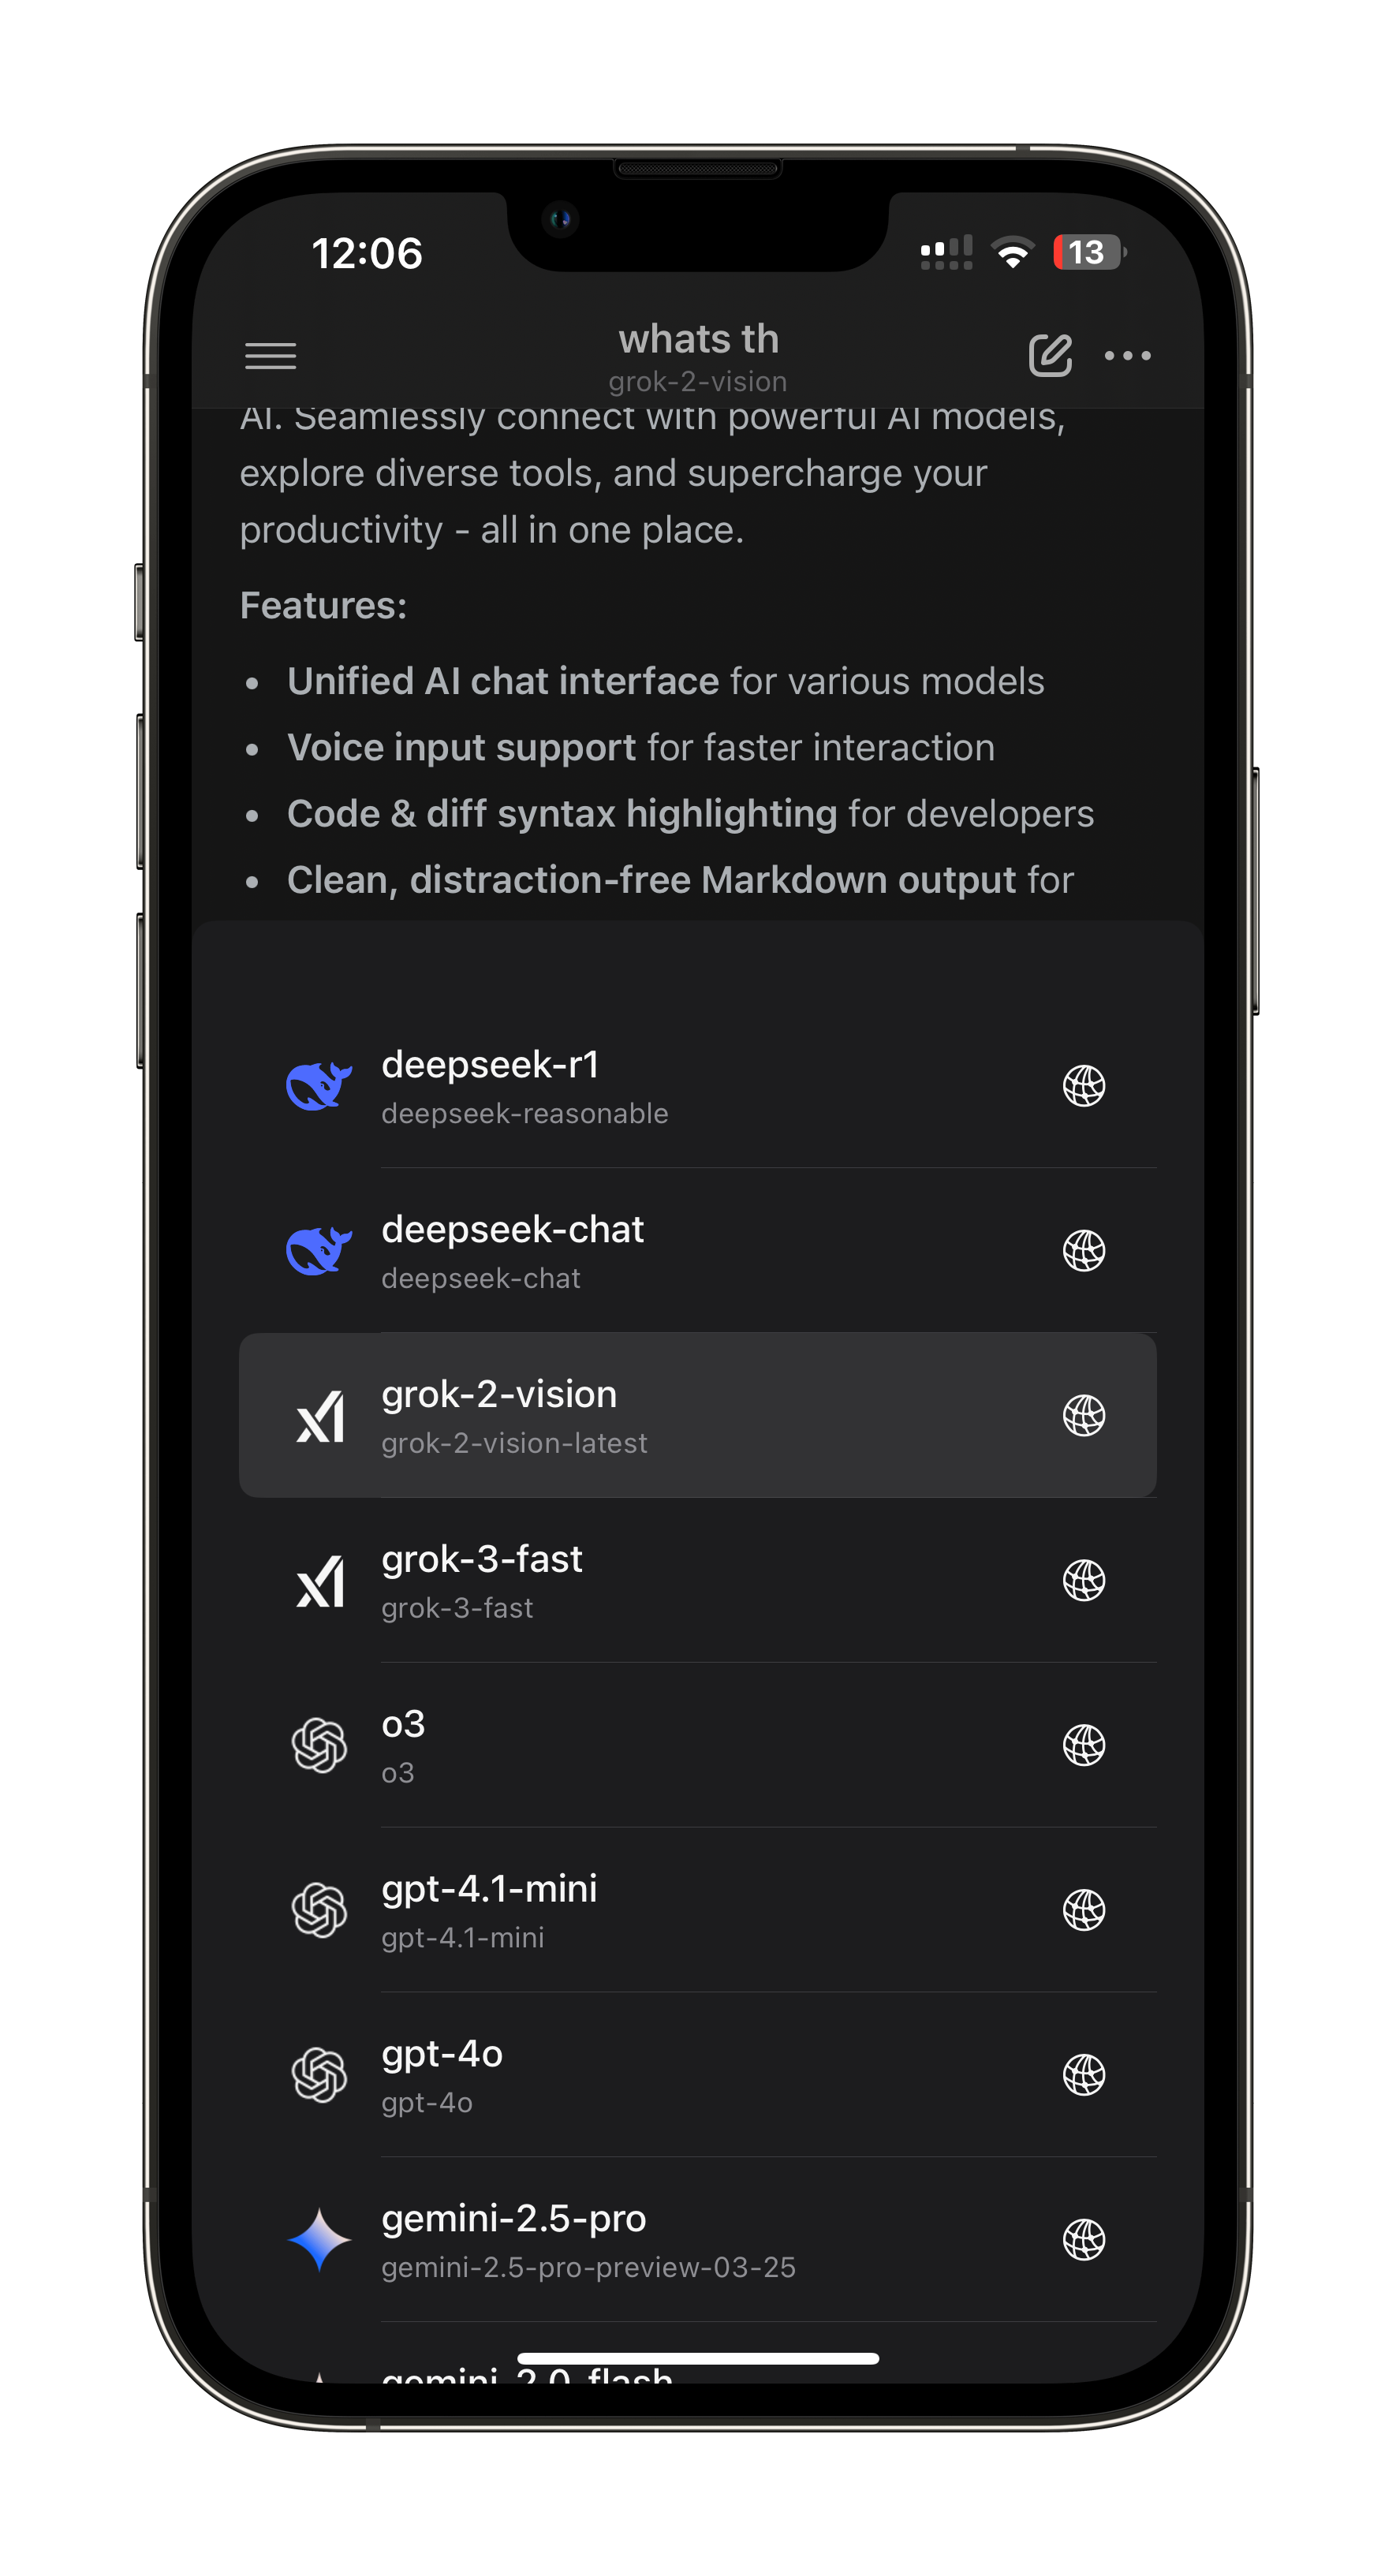 12:06
13
whats th
grok-2-vision
AI. Seamlessly connect with powerful AI models,
explore diverse tools, and supercharge your
productivity - all in one place.
Features:
• Unified AI chat interface for various models
• Voice input support for faster interaction
• Code & diff syntax highlighting for developers
• Clean, distraction-free Markdown output for
deepseek-r1
deepseek-reasonable
deepseek-chat
deepseek-chat
grok-2-vision
grok-2-vision-latest
grok-3-fast
grok-3-fast
o3
o3
gpt-4.1-mini
gpt-4.1-mini
gpt-4o
gpt-4o
gemini-2.5-pro
gemini-2.5-pro-preview-03-25
gemini-2.0-flash